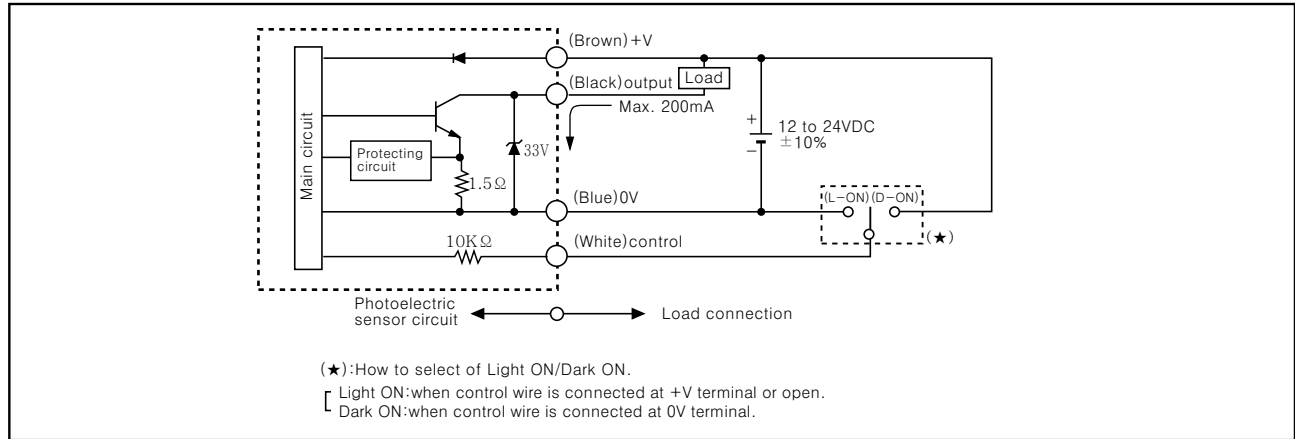 (Brown)+V
(Black)output
Load
Max. 200mA
+
12 to 24VDC
±10%
−
Main circuit
Protecting
circuit
33V
1.5Ω
(Blue)0V
(L-ON)(D-ON)
(★)
10KΩ
(White)control
Photoelectric
sensor circuit
Load connection
(★):How to select of Light ON/Dark ON.
Light ON:when control wire is connected at +V terminal or open.
Dark ON:when control wire is connected at 0V terminal.